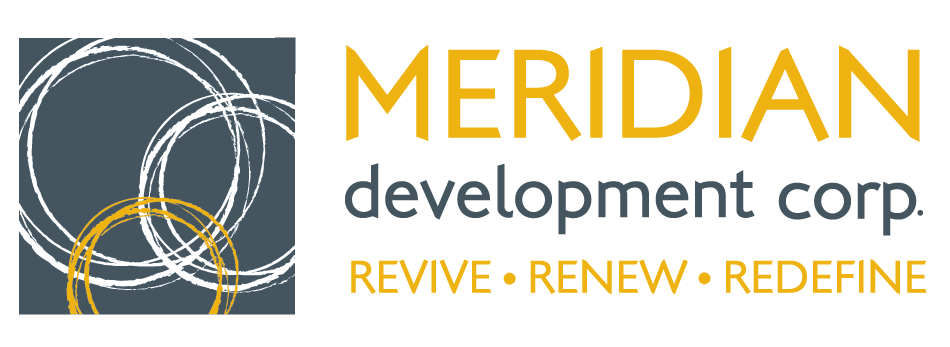 MERIDIAN
development corp.
REVIVE • RENEW • REDEFINE